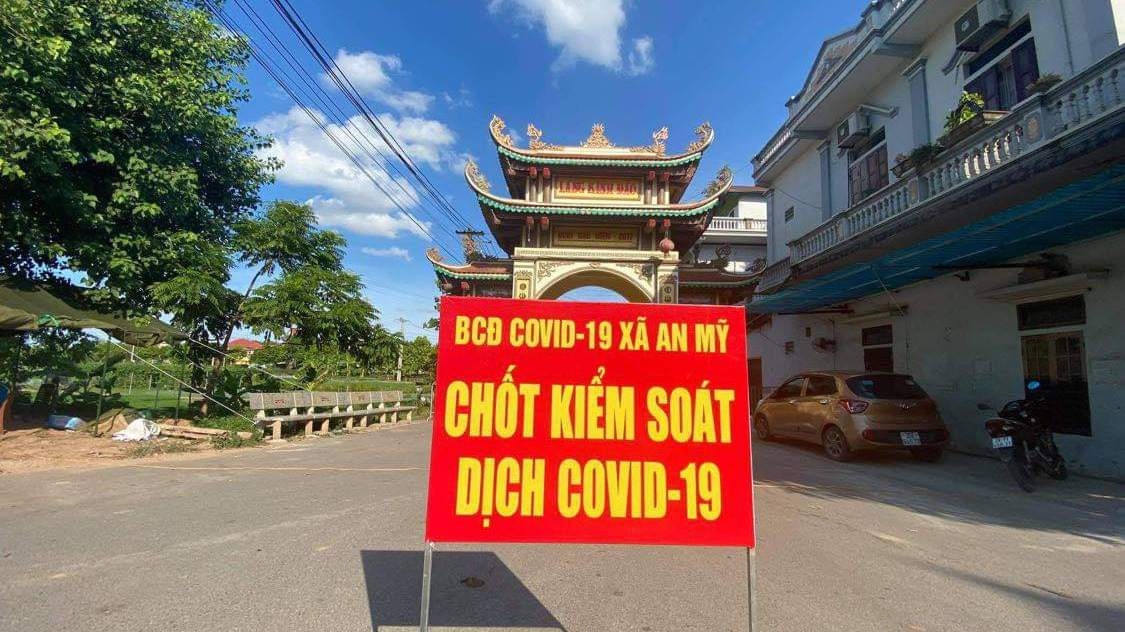 LÀNG KÍNH ĐÀO
BCĐ COVID-19 XÃ AN MỸ
CHỐT KIỂM SOÁT
DỊCH COVID-19